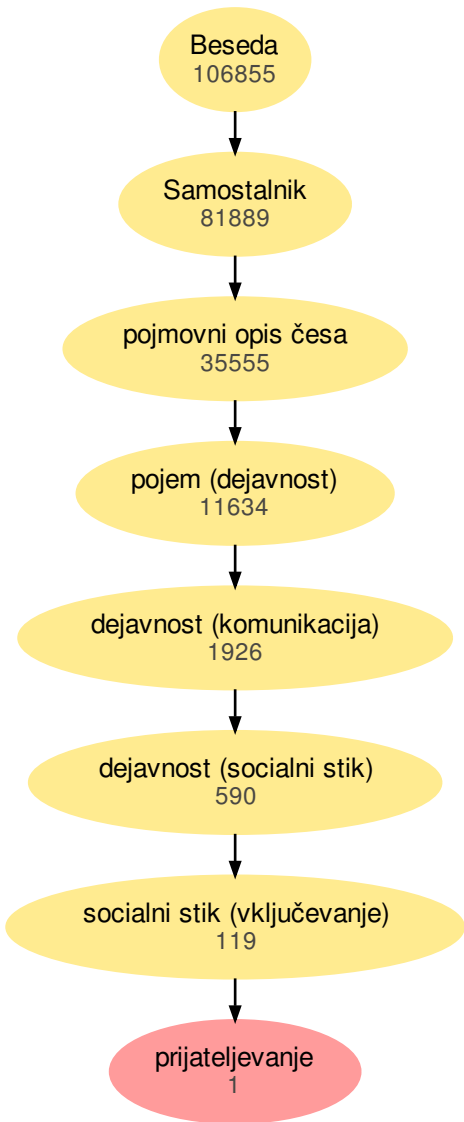 Beseda
106855
Samostalnik
81889
pojmovni opis česa
35555
pojem (dejavnost)
11634
dejavnost (komunikacija)
1926
dejavnost (socialni stik)
590
socialni stik (vključevanje)
119
prijateljevanje
1